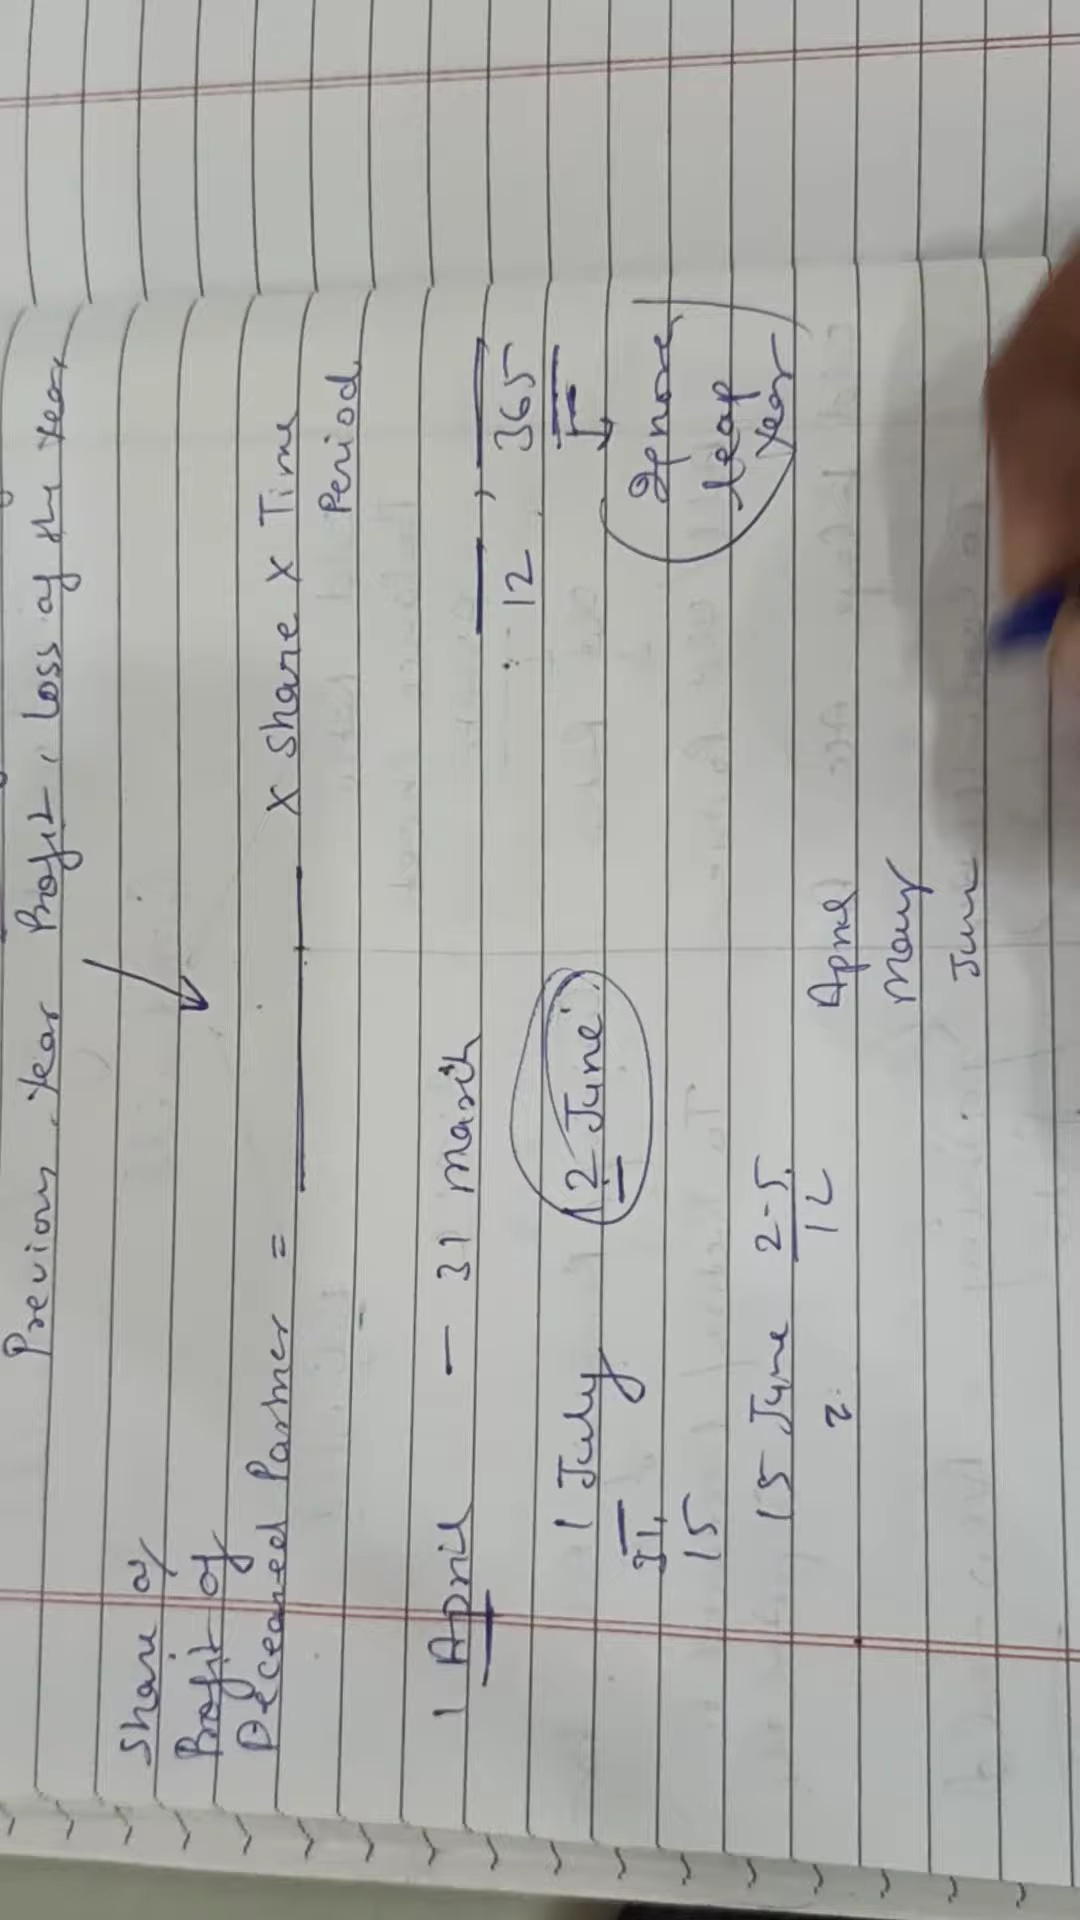 Previous Year Profit, Loss of the Year
Share of
Profit of
Deceased Partner = ——— x Share x Time
Period
1 April - 31 March
12, 365
1 July 12 June
Ignore
leap
Year
15
15 June 2.5
12
2.
April
May
June